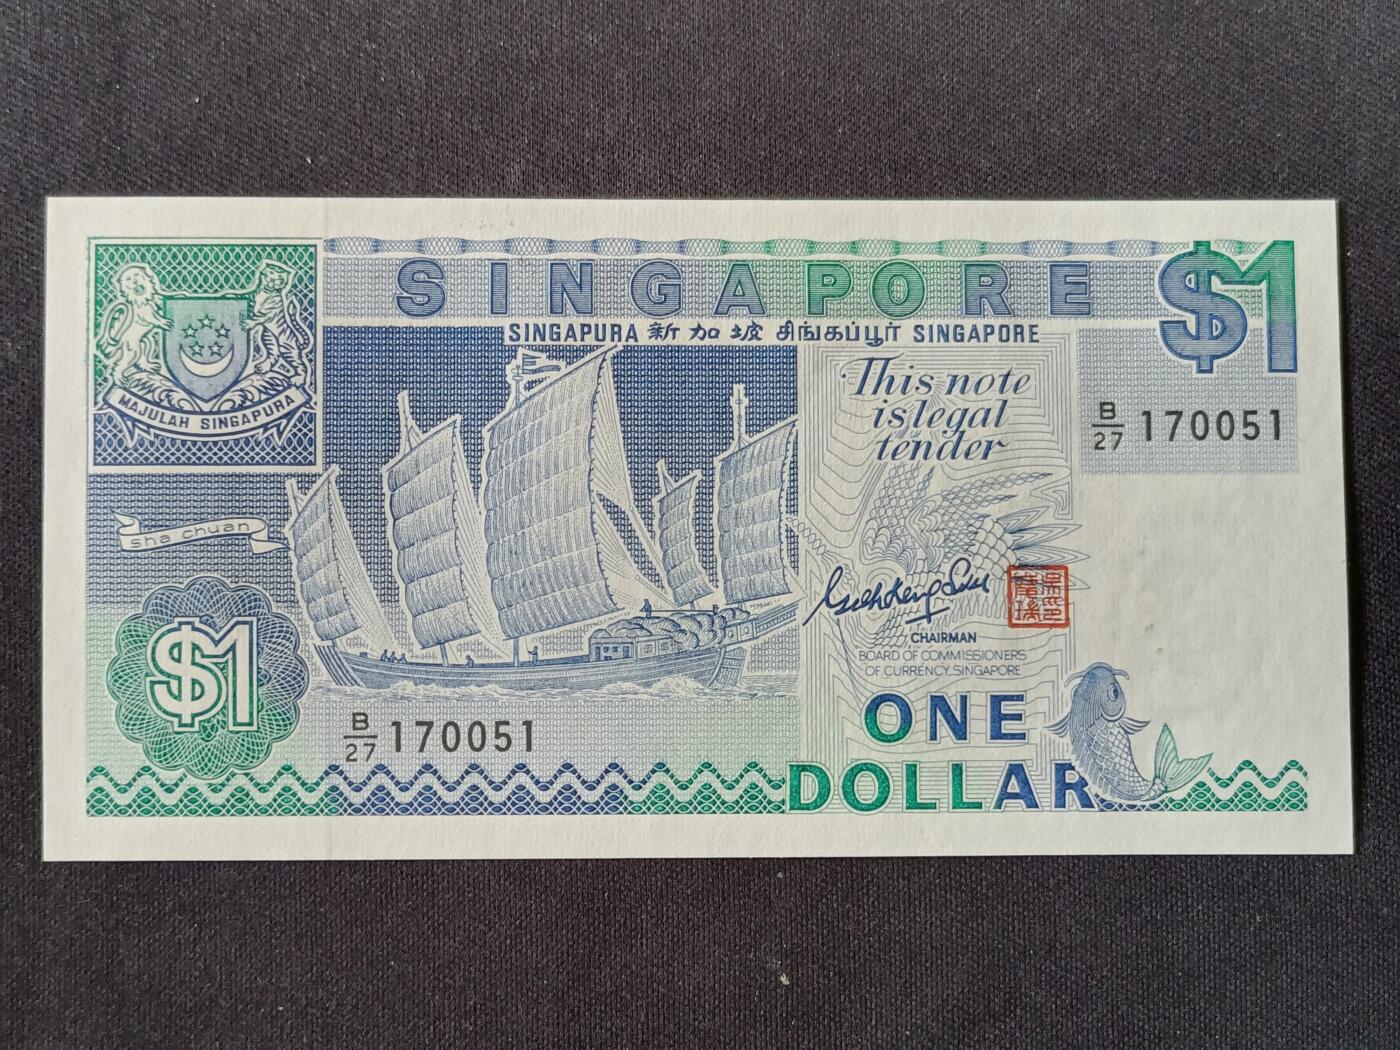 SINGAPORE
$1
SINGAPURA 新加坡 சிங்கப்பூர் SINGAPORE
MAJULAH SINGAPURA
This note
is legal
tender
B/27 170051
sha chuan
$1
CHAIRMAN
BOARD OF COMMISSIONERS
OF CURRENCY, SINGAPORE
B/27 170051
ONE
DOLLAR